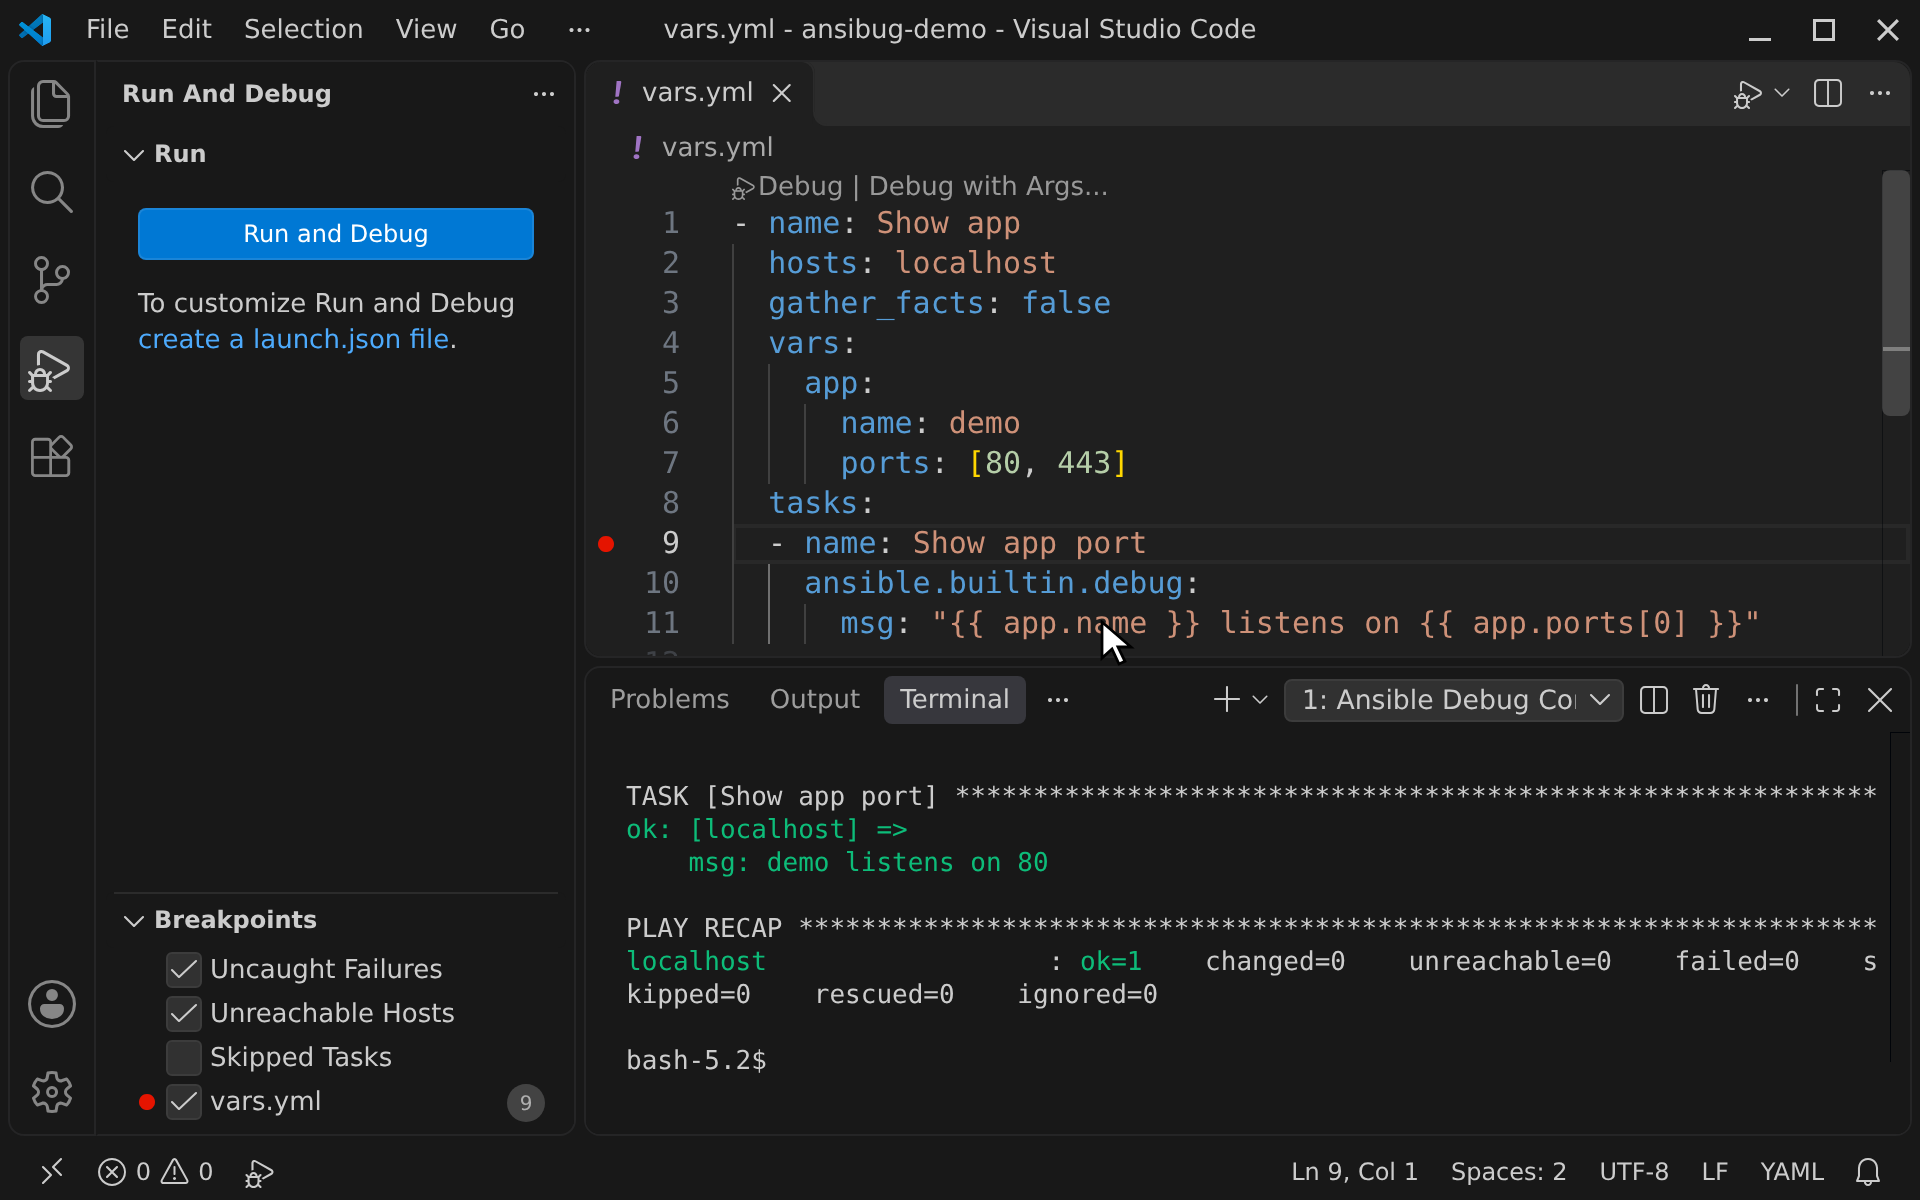 File Edit Selection View Go ··· vars.yml - ansibug-demo - Visual Studio Code
Run And Debug ···
Run
Run and Debug
To customize Run and Debug
create a launch.json file.
Breakpoints
Uncaught Failures
Unreachable Hosts
Skipped Tasks
vars.yml 9
! vars.yml
! vars.yml
Debug | Debug with Args...
1 - name: Show app
2 hosts: localhost
3 gather_facts: false
4 vars:
5 app:
6 name: demo
7 ports: [80, 443]
8 tasks:
9 - name: Show app port
10 ansible.builtin.debug:
11 msg: "{{ app.name }} listens on {{ app.ports[0] }}"
Problems Output Terminal ··· 1: Ansible Debug Co
TASK [Show app port] ***********************************************************
ok: [localhost] =>
msg: demo listens on 80
PLAY RECAP *********************************************************************
localhost : ok=1 changed=0 unreachable=0 failed=0 s
kipped=0 rescued=0 ignored=0
bash-5.2$
0 0 Ln 9, Col 1 Spaces: 2 UTF-8 LF YAML